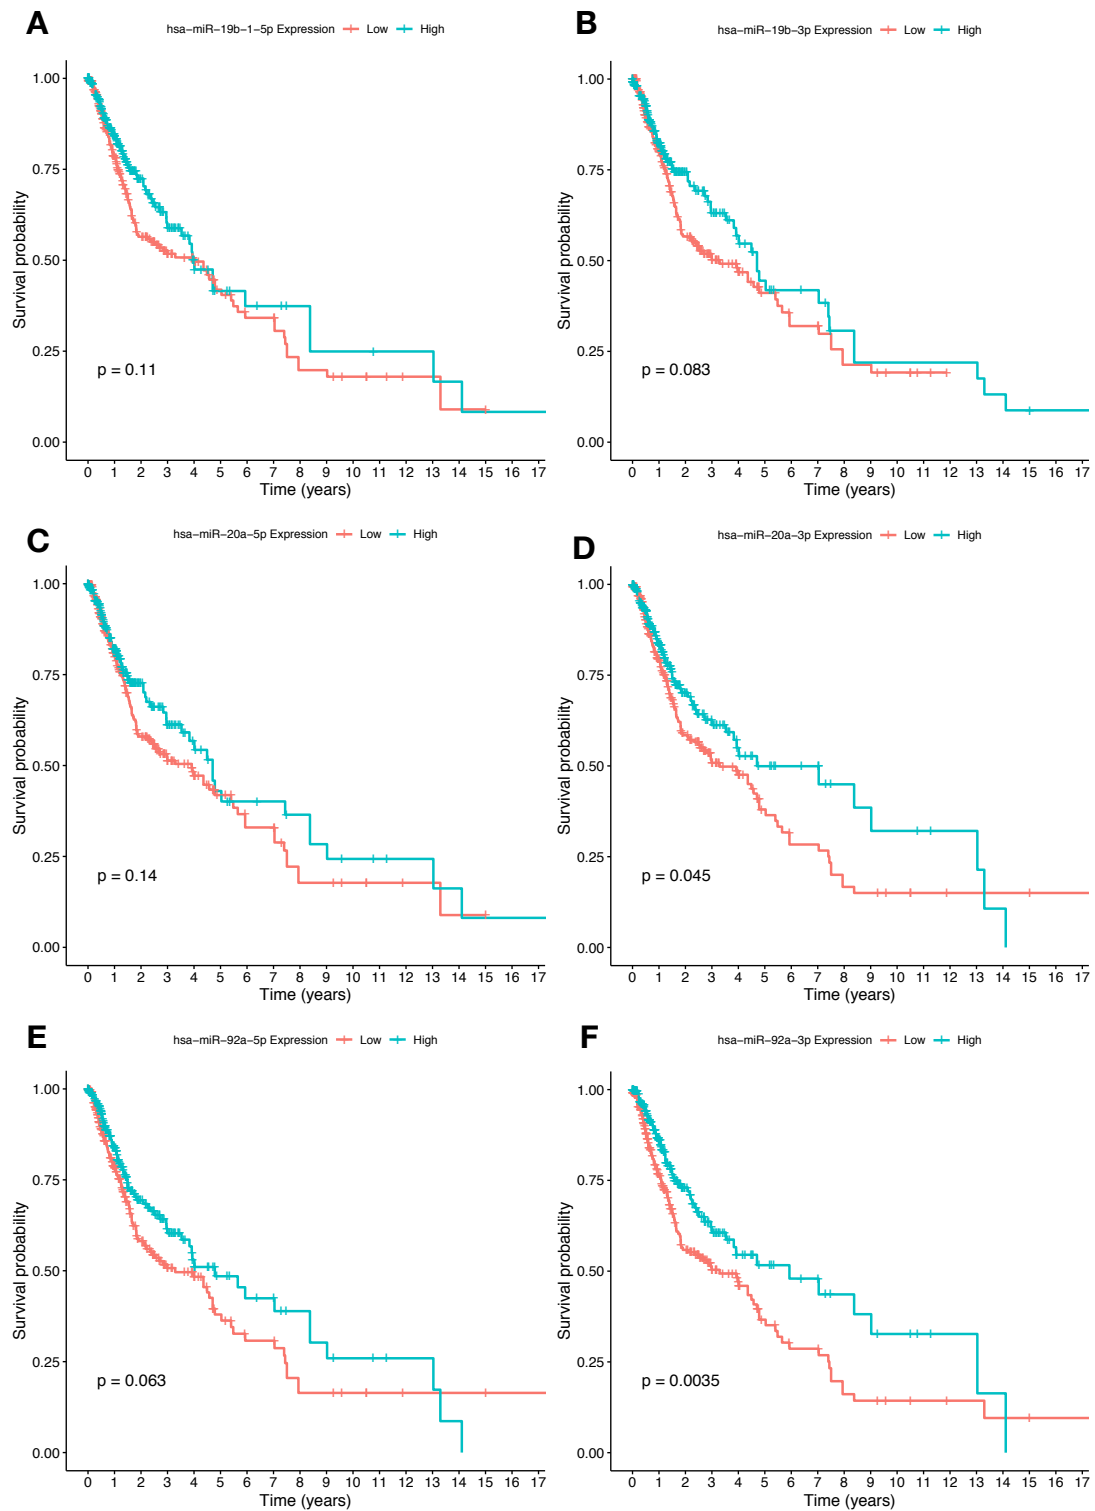 A
hsa-miR-19b-1-5p Expression Low High
Survival probability
1.00
0.75
0.50
0.25
0.00
p = 0.11
0 1 2 3 4 5 6 7 8 9 10 11 12 13 14 15 16 17
Time (years)
B
hsa-miR-19b-3p Expression Low High
Survival probability
1.00
0.75
0.50
0.25
0.00
p = 0.083
0 1 2 3 4 5 6 7 8 9 10 11 12 13 14 15 16 17
Time (years)
C
hsa-miR-20a-5p Expression Low High
Survival probability
1.00
0.75
0.50
0.25
0.00
p = 0.14
0 1 2 3 4 5 6 7 8 9 10 11 12 13 14 15 16 17
Time (years)
D
hsa-miR-20a-3p Expression Low High
Survival probability
1.00
0.75
0.50
0.25
0.00
p = 0.045
0 1 2 3 4 5 6 7 8 9 10 11 12 13 14 15 16 17
Time (years)
E
hsa-miR-92a-5p Expression Low High
Survival probability
1.00
0.75
0.50
0.25
0.00
p = 0.063
0 1 2 3 4 5 6 7 8 9 10 11 12 13 14 15 16 17
Time (years)
F
hsa-miR-92a-3p Expression Low High
Survival probability
1.00
0.75
0.50
0.25
0.00
p = 0.0035
0 1 2 3 4 5 6 7 8 9 10 11 12 13 14 15 16 17
Time (years)